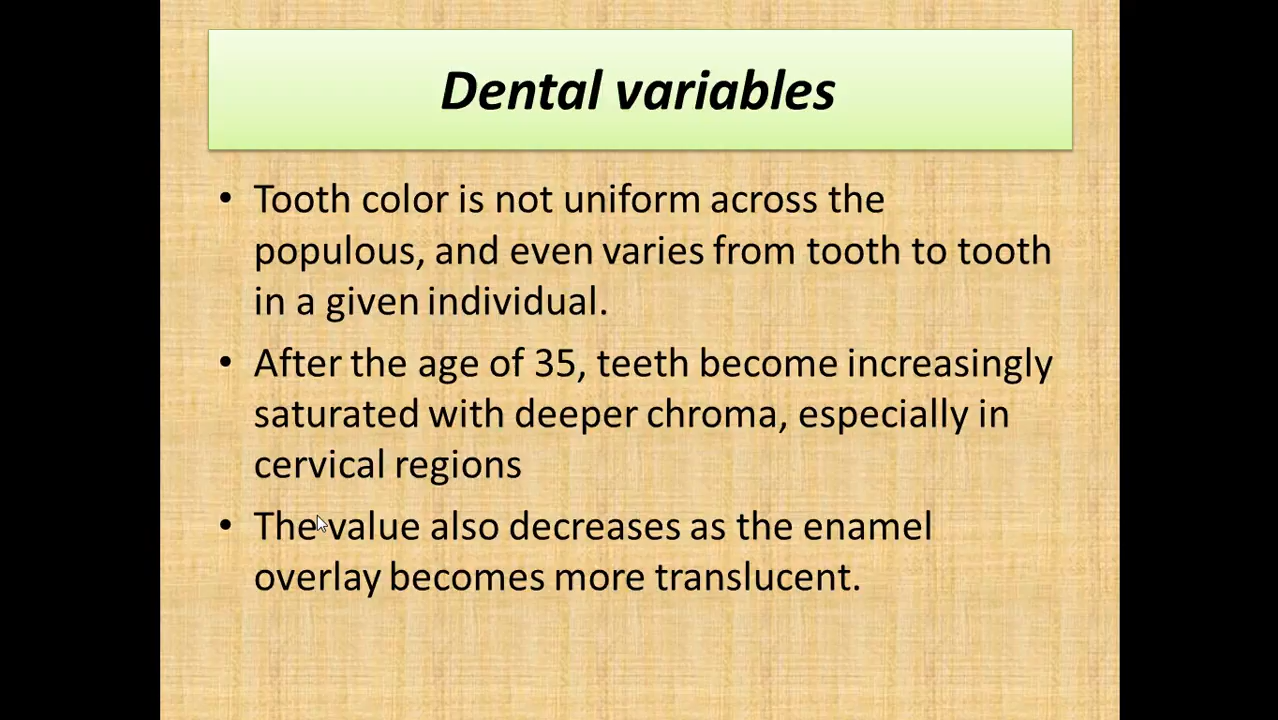 Dental variables
• Tooth color is not uniform across the
populous, and even varies from tooth to tooth
in a given individual.
• After the age of 35, teeth become increasingly
saturated with deeper chroma, especially in
cervical regions
• The value also decreases as the enamel
overlay becomes more translucent.